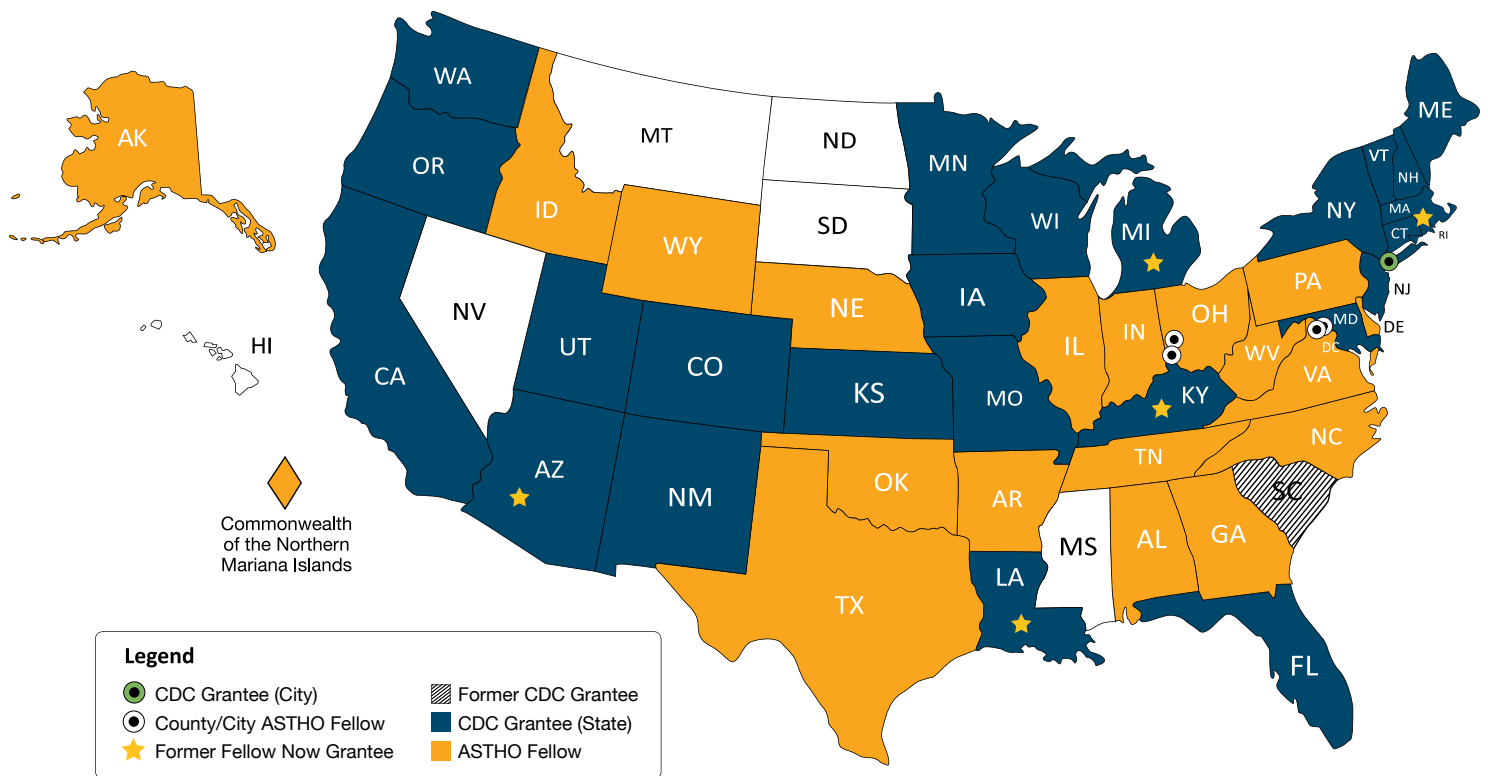 WA
ME
AK
MT
ND
MN
VT
OR
NH
ID
NY
MA
SD
WI
MI
CT
RI
WY
PA
NJ
IA
NE
NV
OH
MD
DE
IN
IL
DC
HI
UT
WV
CO
CA
VA
KS
KY
MO
NC
TN
AZ
OK
SC
NM
AR
Commonwealth
of the Northern
Mariana Islands
MS
AL
GA
LA
TX
FL
Legend
CDC Grantee (City)
County/City ASTHO Fellow
Former Fellow Now Grantee
Former CDC Grantee
CDC Grantee (State)
ASTHO Fellow